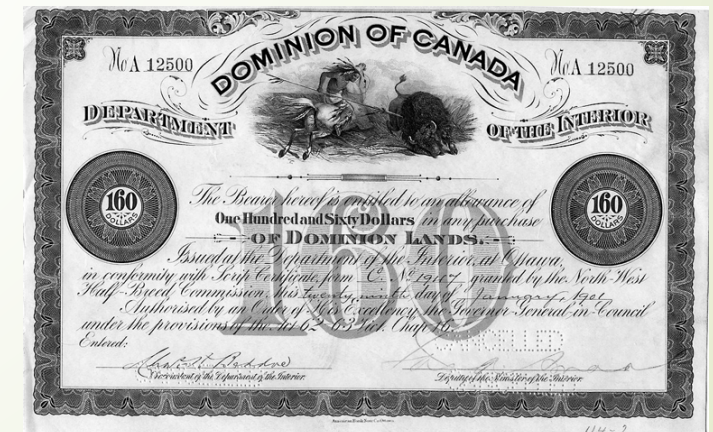 DOMINION OF CANADA
No A 12500
No A 12500
DEPARTMENT OF THE INTERIOR
160 DOLLARS
160 DOLLARS
160
The Bearer hereof is entitled to an allowance of
One Hundred and Sixty Dollars in any purchase
OF DOMINION LANDS.
Issued at the Department of the Interior, at Ottawa,
in conformity with Scrip Certificate, form C. No granted by the North-West
Half-Breed Commission this twenty ninth day of January, 1901
Authorised by an Order of His Excellency, the Governor General-in-Council
under the provisions of the Act 62-63 Vict. Chap. 16.
CANCELLED
Entered:
Accountant of the Department of the Interior.
Deputy of the Minister of the Interior.